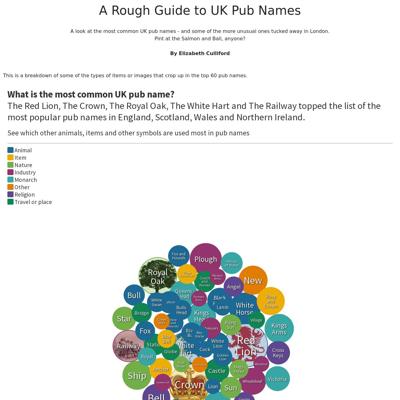 A Rough Guide to UK Pub Names
A look at the most common UK pub names - and some of the more unusual ones tucked away in London.
Pint at the Salmon and Ball, anyone?
By Elizabeth Culliford
This is a breakdown of some of the types of items or images that crop up in the top 60 pub names.
What is the most common UK pub name?
The Red Lion, The Crown, The Royal Oak, The White Hart and The Railway topped the list of the
most popular pub names in England, Scotland, Wales and Northern Ireland.
See which other animals, items and other symbols are used most in pub names
Animal
Item
Nature
Industry
Monarch
Other
Religion
Travel or place
Plough
Royal
Oak
Angel
New
Bull
White
Horse
Star
Kings
Arms
Fox
Red
Lion
Railway
Cross
Keys
Globe
Ship
Castle
Crown
Sun
Victoria
Bell